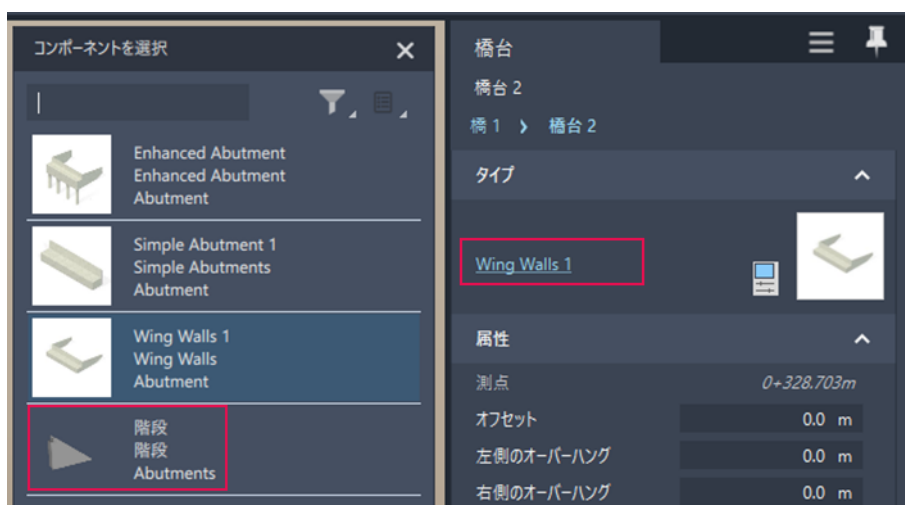 コンポーネントを選択
Enhanced Abutment
Enhanced Abutment
Abutment
Simple Abutment 1
Simple Abutments
Abutment
Wing Walls 1
Wing Walls
Abutment
階段
階段
Abutments
橋台
橋台 2
橋 1 › 橋台 2
タイプ
Wing Walls 1
属性
測点 0+328.703m
オフセット 0.0 m
左側のオーバーハング 0.0 m
右側のオーバーハング 0.0 m